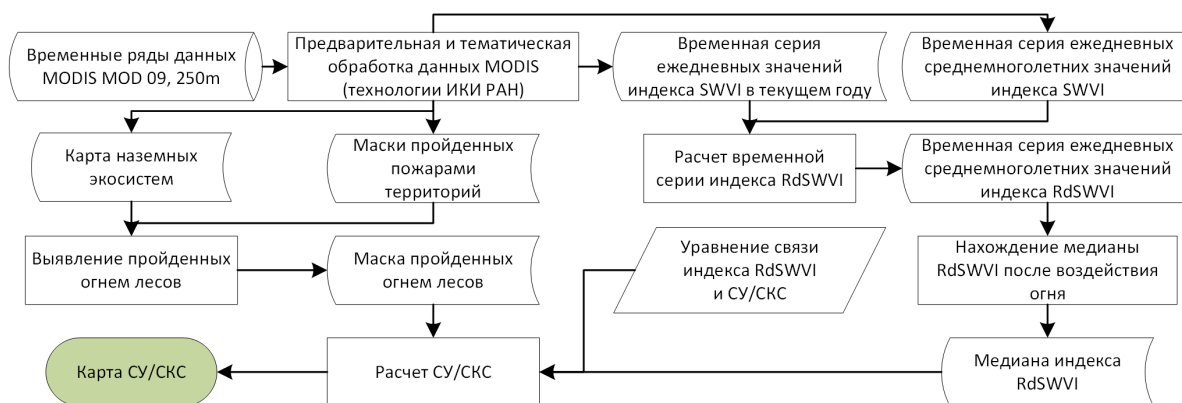 Временные ряды данных
MODIS MOD 09, 250m
Предварительная и тематическая
обработка данных MODIS
(технологии ИКИ РАН)
Временная серия
ежедневных значений
индекса SWVI в текущем году
Временная серия ежедневных
среднемноголетних значений
индекса SWVI
Карта наземных
экосистем
Маски пройденных
пожарами
территорий
Расчет временной
серии индекса RdSWVI
Временная серия ежедневных
среднемноголетних значений
индекса RdSWVI
Выявление пройденных
огнем лесов
Маска пройденных
огнем лесов
Уравнение связи
индекса RdSWVI
и СУ/СКС
Нахождение медианы
RdSWVI после воздействия
огня
Карта СУ/СКС
Расчет СУ/СКС
Медиана индекса
RdSWVI